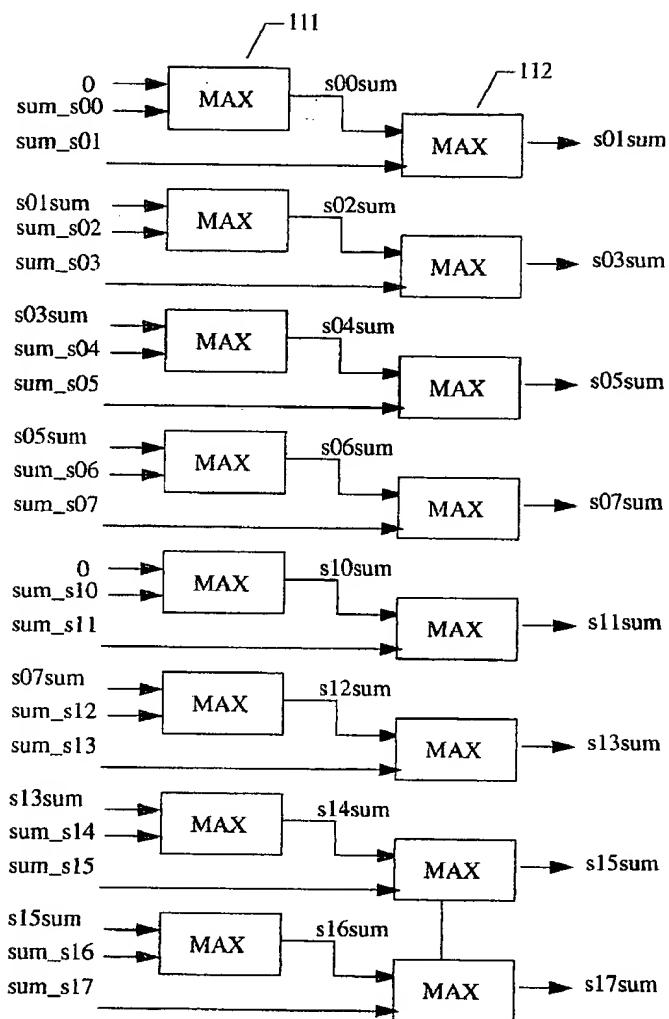 111
0
sum_s00
sum_s01
MAX
s00sum
112
MAX
s01sum
s01sum
sum_s02
sum_s03
MAX
s02sum
MAX
s03sum
s03sum
sum_s04
sum_s05
MAX
s04sum
MAX
s05sum
s05sum
sum_s06
sum_s07
MAX
s06sum
MAX
s07sum
0
sum_s10
sum_s11
MAX
s10sum
MAX
s11sum
s07sum
sum_s12
sum_s13
MAX
s12sum
MAX
s13sum
s13sum
sum_s14
sum_s15
MAX
s14sum
MAX
s15sum
s15sum
sum_s16
sum_s17
MAX
s16sum
MAX
s17sum